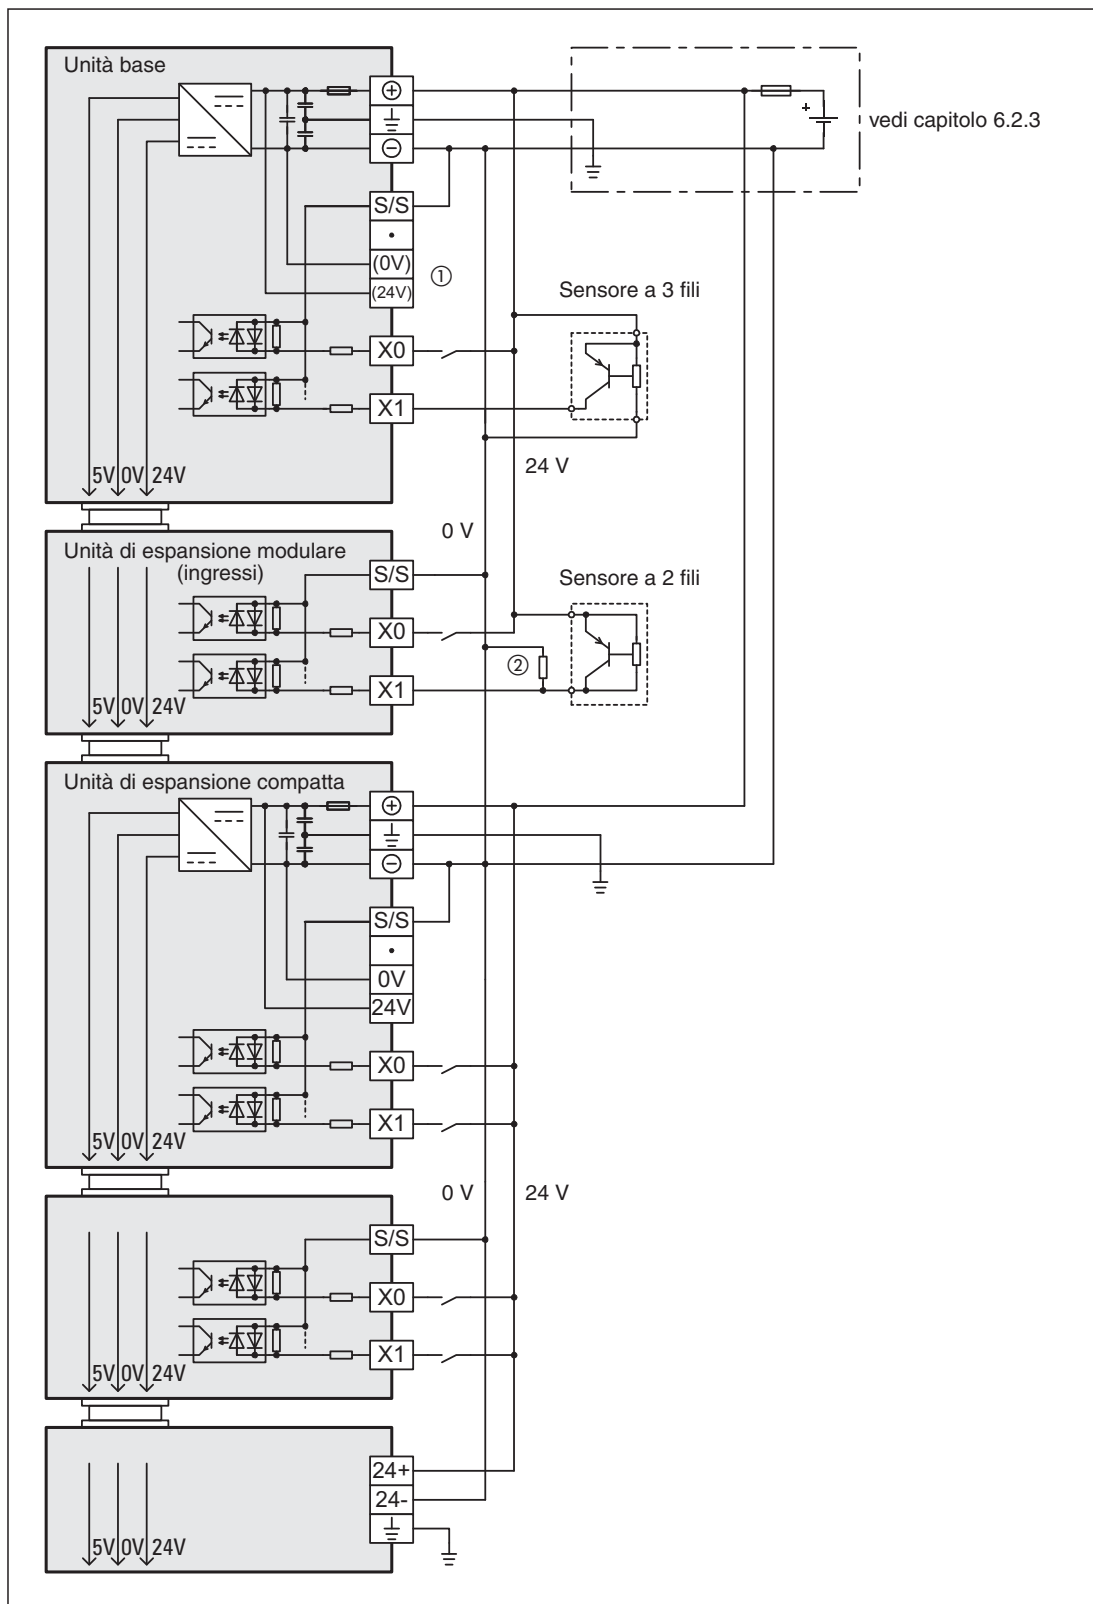 Unità base
+
vedi capitolo 6.2.3
S/S
•
(0V)
①
(24V)
Sensore a 3 fili
X0
X1
5V 0V 24V
24 V
0 V
Unità di espansione modulare
(ingressi)
S/S
Sensore a 2 fili
X0
②
X1
5V 0V 24V
Unità di espansione compatta
S/S
•
0V
24V
X0
X1
5V 0V 24V
0 V
24 V
S/S
X0
X1
5V 0V 24V
24+
24-
5V 0V 24V